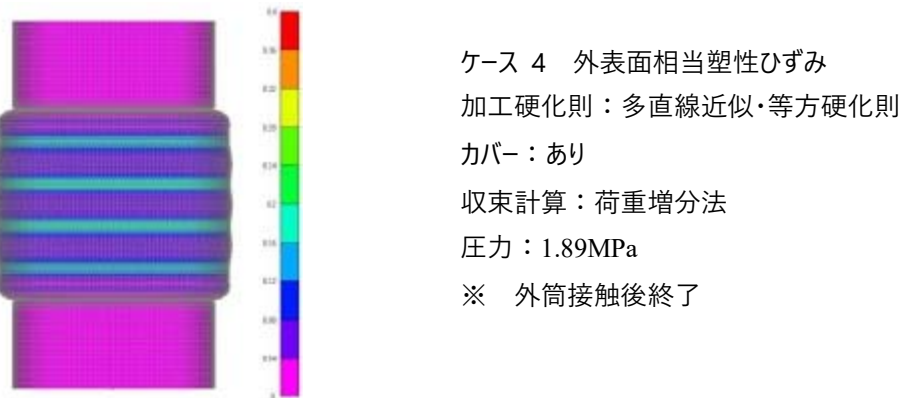 ケース 4　外表面相当塑性ひずみ
加工硬化則：多直線近似・等方硬化則
カバー：あり
収束計算：荷重増分法
圧力：1.89MPa
※　外筒接触後終了